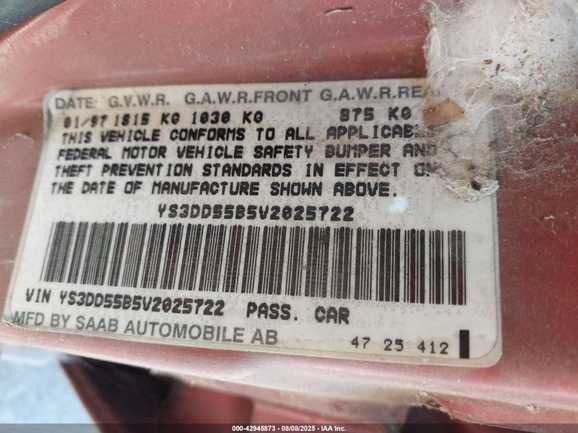 DATE: G.V.W.R. G.A.W.R.FRONT G.A.W.R.REA
01/97 1815 KG 1030 KG 875 KG
THIS VEHICLE CONFORMS TO ALL APPLICABLE
FEDERAL MOTOR VEHICLE SAFETY BUMPER AND
THEFT PREVENTION STANDARDS IN EFFECT ON
THE DATE OF MANUFACTURE SHOWN ABOVE.
YS3DD55B5V2025722
VIN YS3DD55B5V2025722 PASS. CAR
MFD BY SAAB AUTOMOBILE AB
47 25 412
000-42945873 | 08/08/2025 | IAA Inc.